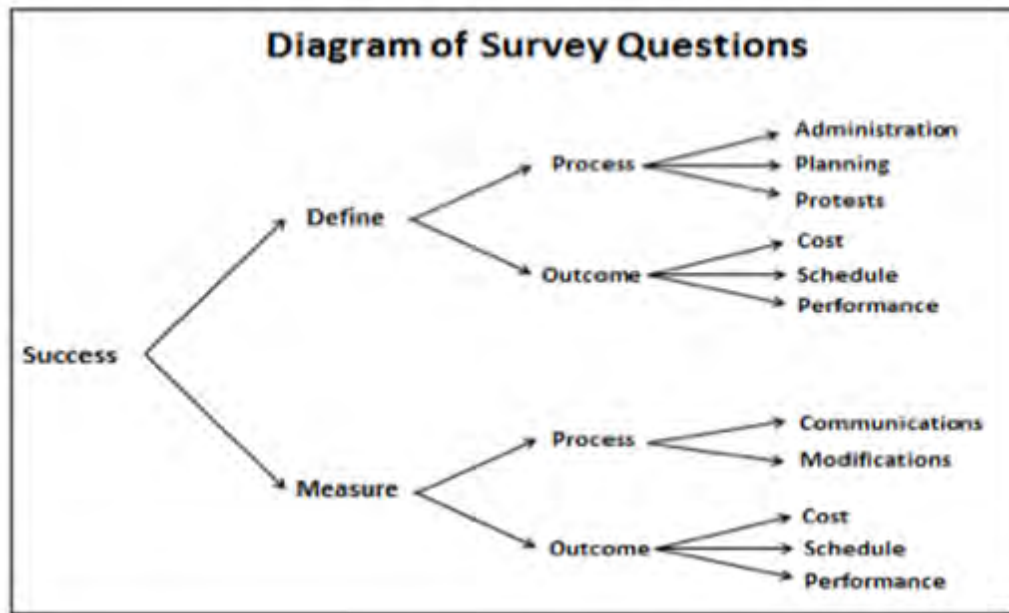 Diagram of Survey Questions
Administration
Process
Planning
Protests
Define
Cost
Outcome
Schedule
Performance
Success
Communications
Process
Modifications
Measure
Cost
Outcome
Schedule
Performance